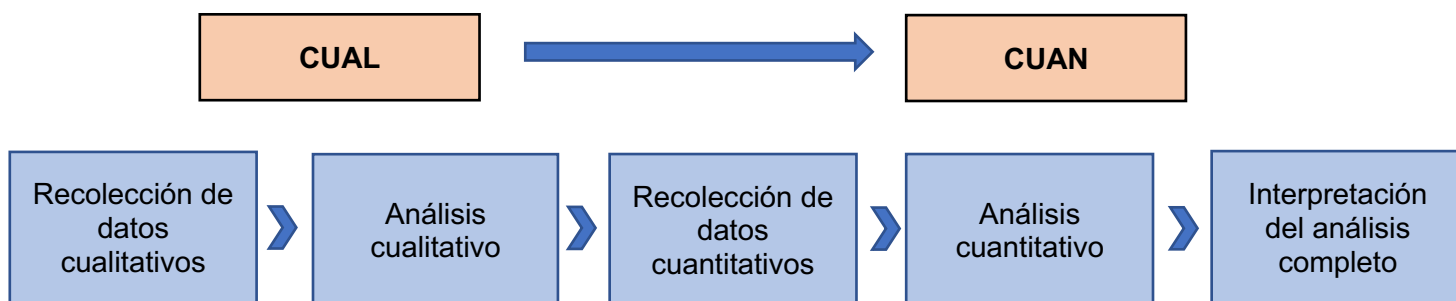 CUAL
CUAN
Recolección de
datos
cualitativos
Análisis
cualitativo
Recolección de
datos
cuantitativos
Análisis
cuantitativo
Interpretación
del análisis
completo